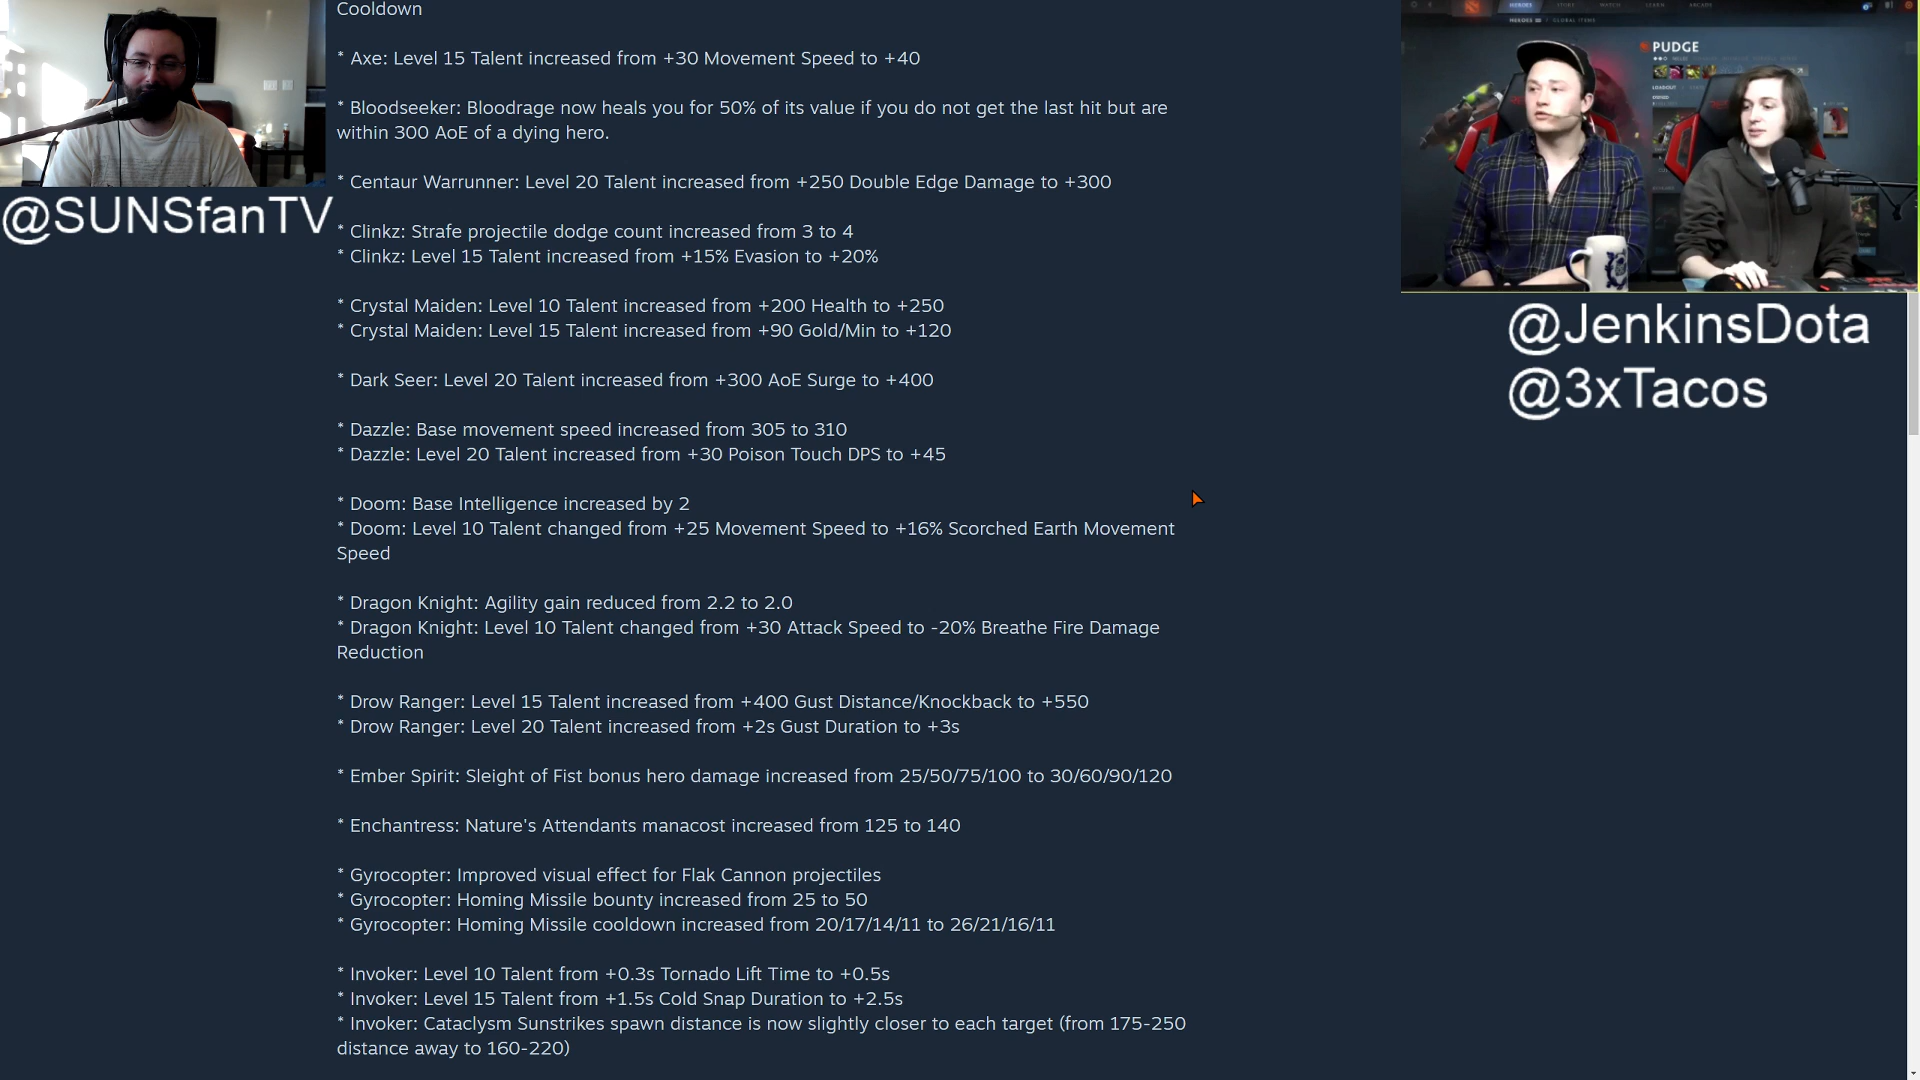 Cooldown
* Axe: Level 15 Talent increased from +30 Movement Speed to +40
* Bloodseeker: Bloodrage now heals you for 50% of its value if you do not get the last hit but are
within 300 AoE of a dying hero.
* Centaur Warrunner: Level 20 Talent increased from +250 Double Edge Damage to +300
@SUNSfanTV
* Clinkz: Strafe projectile dodge count increased from 3 to 4
* Clinkz: Level 15 Talent increased from +15% Evasion to +20%
* Crystal Maiden: Level 10 Talent increased from +200 Health to +250
* Crystal Maiden: Level 15 Talent increased from +90 Gold/Min to +120
* Dark Seer: Level 20 Talent increased from +300 AoE Surge to +400
* Dazzle: Base movement speed increased from 305 to 310
* Dazzle: Level 20 Talent increased from +30 Poison Touch DPS to +45
* Doom: Base Intelligence increased by 2
* Doom: Level 10 Talent changed from +25 Movement Speed to +16% Scorched Earth Movement
Speed
* Dragon Knight: Agility gain reduced from 2.2 to 2.0
* Dragon Knight: Level 10 Talent changed from +30 Attack Speed to -20% Breathe Fire Damage
Reduction
* Drow Ranger: Level 15 Talent increased from +400 Gust Distance/Knockback to +550
* Drow Ranger: Level 20 Talent increased from +2s Gust Duration to +3s
* Ember Spirit: Sleight of Fist bonus hero damage increased from 25/50/75/100 to 30/60/90/120
* Enchantress: Nature's Attendants manacost increased from 125 to 140
* Gyrocopter: Improved visual effect for Flak Cannon projectiles
* Gyrocopter: Homing Missile bounty increased from 25 to 50
* Gyrocopter: Homing Missile cooldown increased from 20/17/14/11 to 26/21/16/11
* Invoker: Level 10 Talent from +0.3s Tornado Lift Time to +0.5s
* Invoker: Level 15 Talent from +1.5s Cold Snap Duration to +2.5s
* Invoker: Cataclysm Sunstrikes spawn distance is now slightly closer to each target (from 175-250
distance away to 160-220)
HEROES
PUDGE
@JenkinsDota
@3xTacos